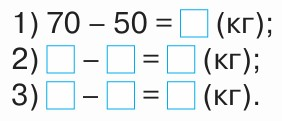 1) 70 – 50 = □ (кг);
2) □ – □ = □ (кг);
3) □ – □ = □ (кг).